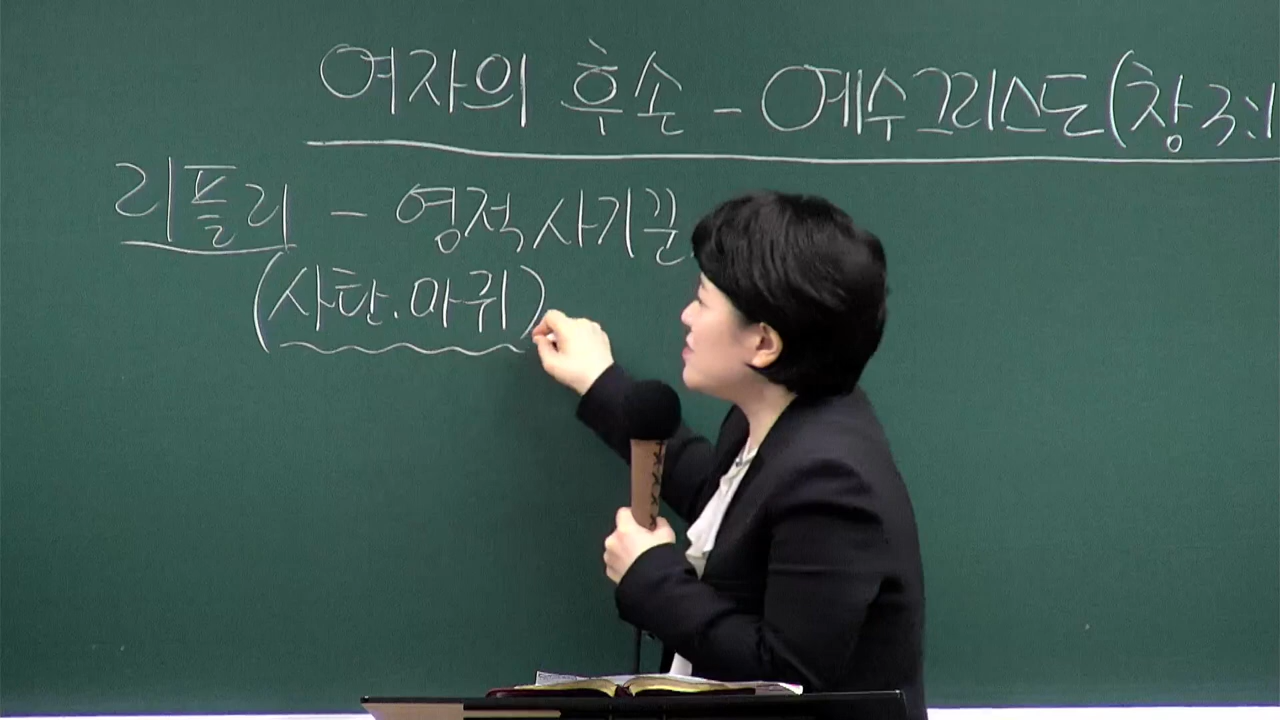 여자의 후손 - 예수그리스도(창3:1
리플리 - 영적사기꾼
(사탄.마귀)